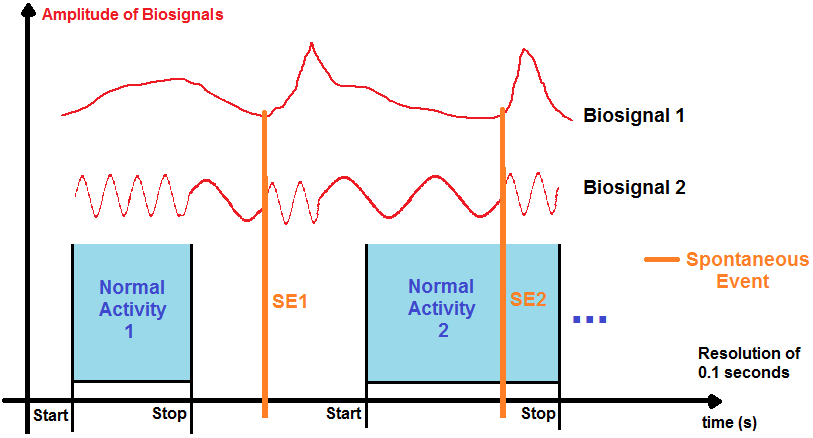 Amplitude of Biosignals
Biosignal 1
Biosignal 2
Normal
Activity
1
SE1
Normal
Activity
2
SE2
Spontaneous
Event
...
Resolution of
0.1 seconds
Start
Stop
Start
Stop
time (s)